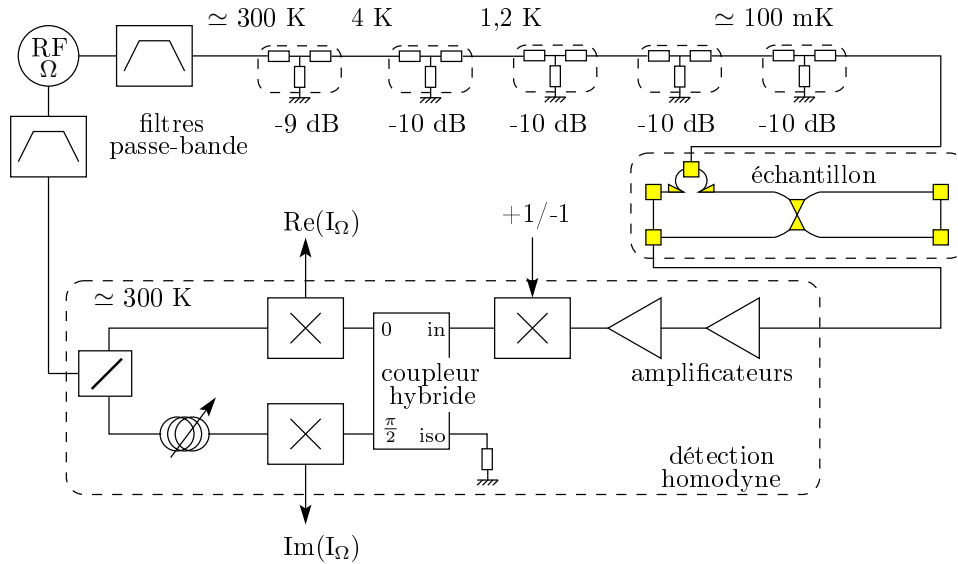 ≃ 300 K
4 K
1,2 K
≃ 100 mK
RF
Ω
-9 dB
-10 dB
-10 dB
-10 dB
-10 dB
filtres
passe-bande
échantillon
Re(I_Ω)
+1/-1
≃ 300 K
0
in
coupleur
hybride
π/2
iso
amplificateurs
détection
homodyne
Im(I_Ω)